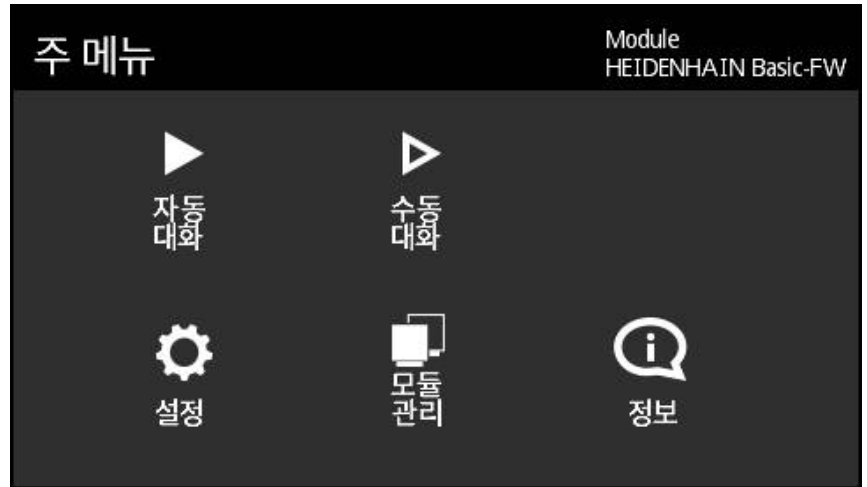 주 메뉴
Module
HEIDENHAIN Basic-FW
자동
대화
수동
대화
설정
모듈
관리
정보